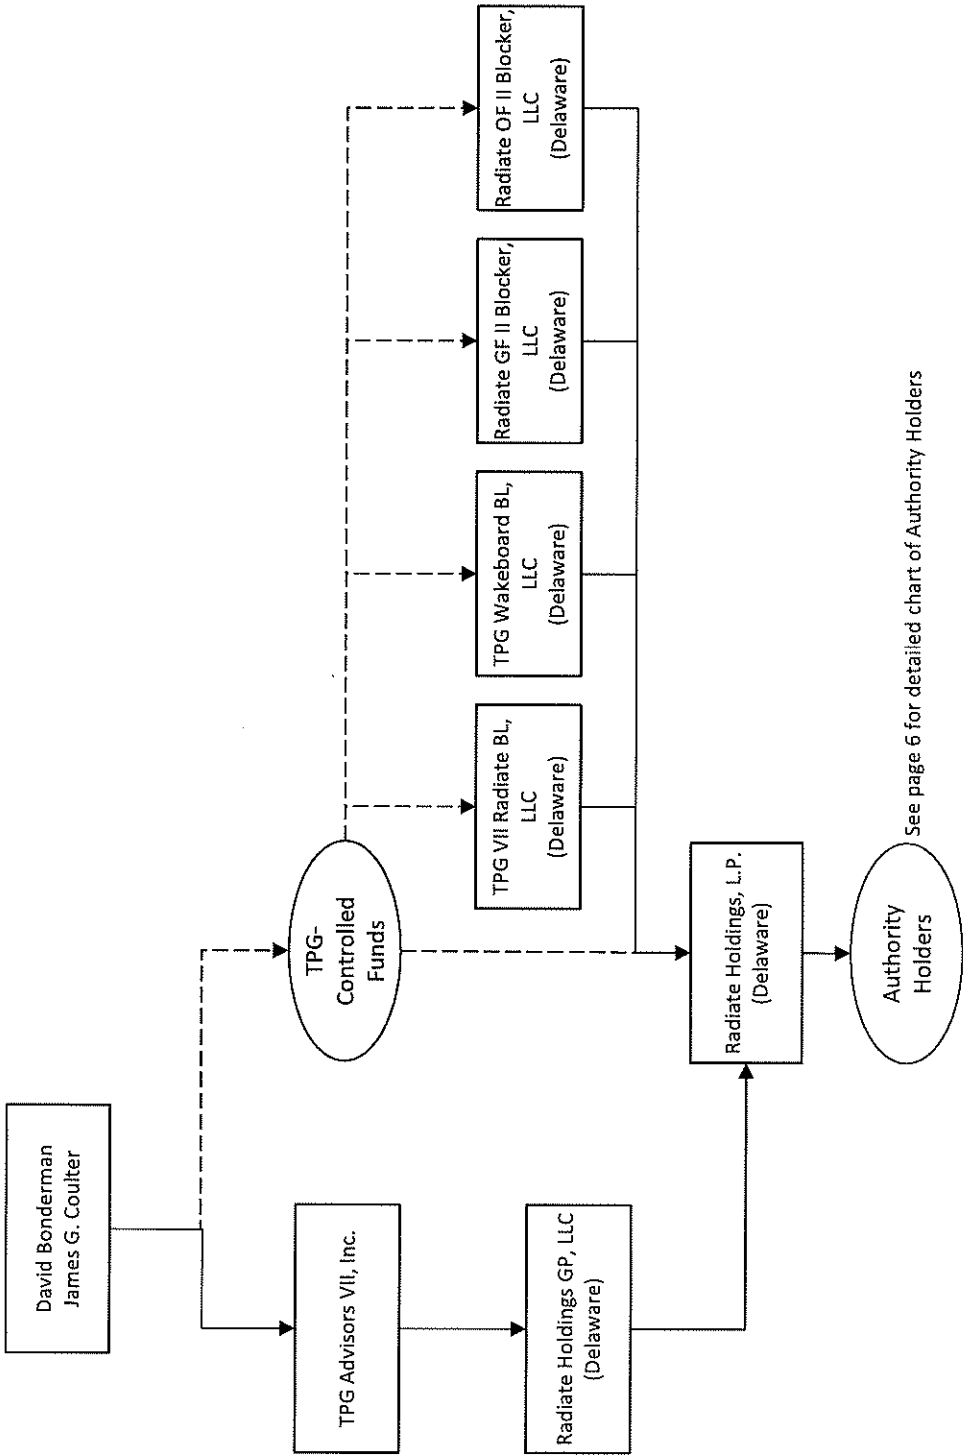 David Bonderman
James G. Coulter
TPG Advisors VII, Inc.
Radiate Holdings GP, LLC
(Delaware)
TPG-
Controlled
Funds
TPG VII Radiate BL,
LLC
(Delaware)
TPG Wakeboard BL,
LLC
(Delaware)
Radiate GF II Blocker,
LLC
(Delaware)
Radiate OF II Blocker,
LLC
(Delaware)
Radiate Holdings, L.P.
(Delaware)
Authority
Holders
See page 6 for detailed chart of Authority Holders